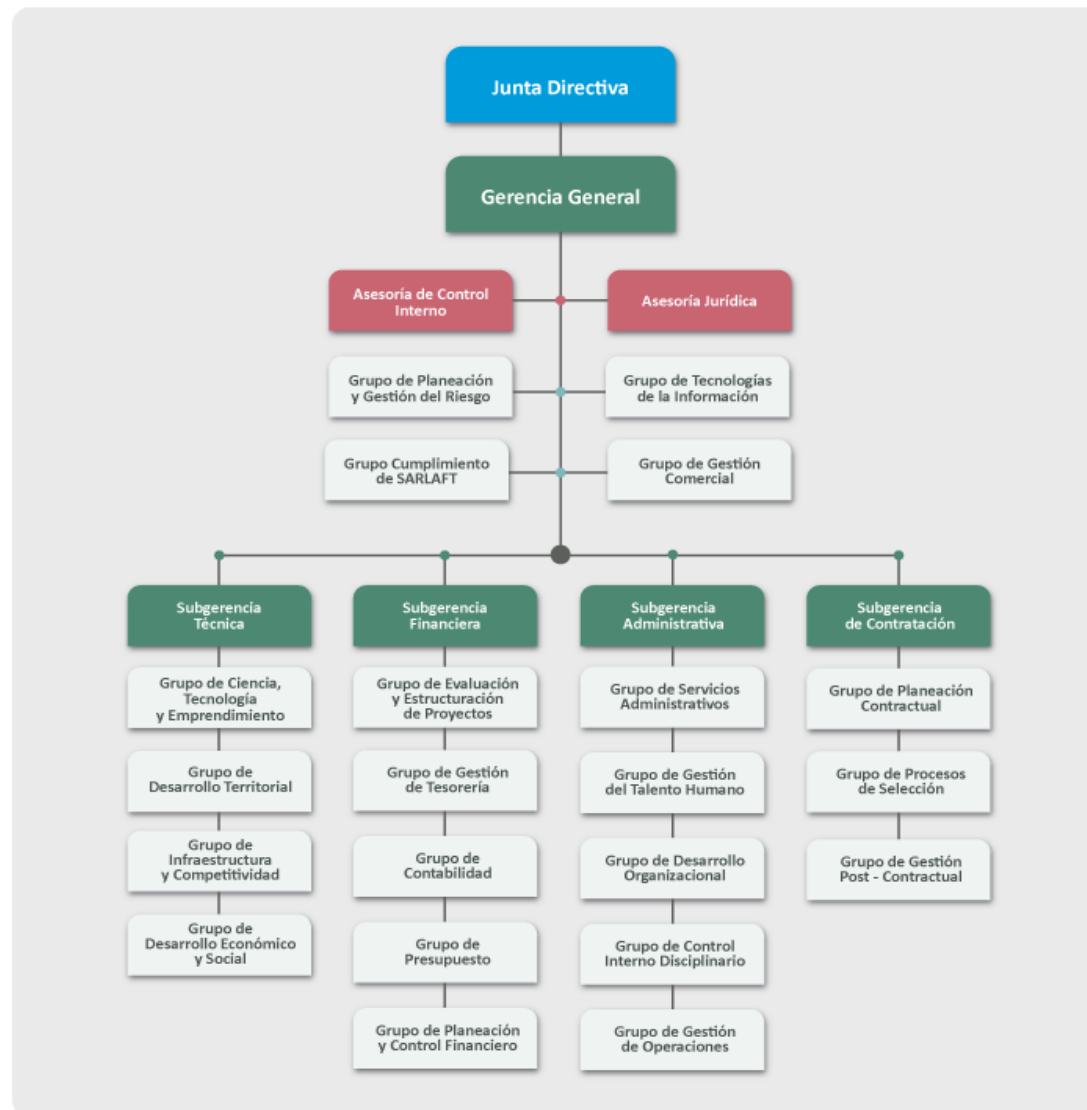 Junta Directiva
Gerencia General
Asesoría de Control
Interno
Asesoría Jurídica
Grupo de Planeación
y Gestión del Riesgo
Grupo de Tecnologías
de la Información
Grupo Cumplimiento
de SARLAFT
Grupo de Gestión
Comercial
Subgerencia
Técnica
Grupo de Ciencia,
Tecnología
y Emprendimiento
Grupo de
Desarrollo Territorial
Grupo de
Infraestructura
y Competitividad
Grupo de
Desarrollo Económico
y Social
Subgerencia
Financiera
Grupo de Evaluación
y Estructuración
de Proyectos
Grupo de Gestión
de Tesorería
Grupo de
Contabilidad
Grupo de
Presupuesto
Grupo de Planeación
y Control Financiero
Subgerencia
Administrativa
Grupo de Servicios
Administrativos
Grupo de Gestión
del Talento Humano
Grupo de Desarrollo
Organizacional
Grupo de Control
Interno Disciplinario
Grupo de Gestión
de Operaciones
Subgerencia
de Contratación
Grupo de Planeación
Contractual
Grupo de Procesos
de Selección
Grupo de Gestión
Post - Contractual